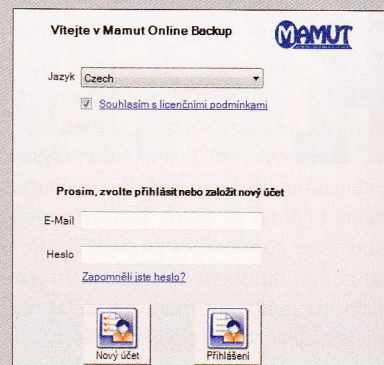 Vítejte v Mamut Online Backup
MAMUT
Jazyk Czech
Souhlasím s licenčními podmínkami
Prosim, zvolte přihlásit nebo založit nový účet
E-Mail
Heslo
Zapomněli jste heslo?
Nový účet Přihlášení